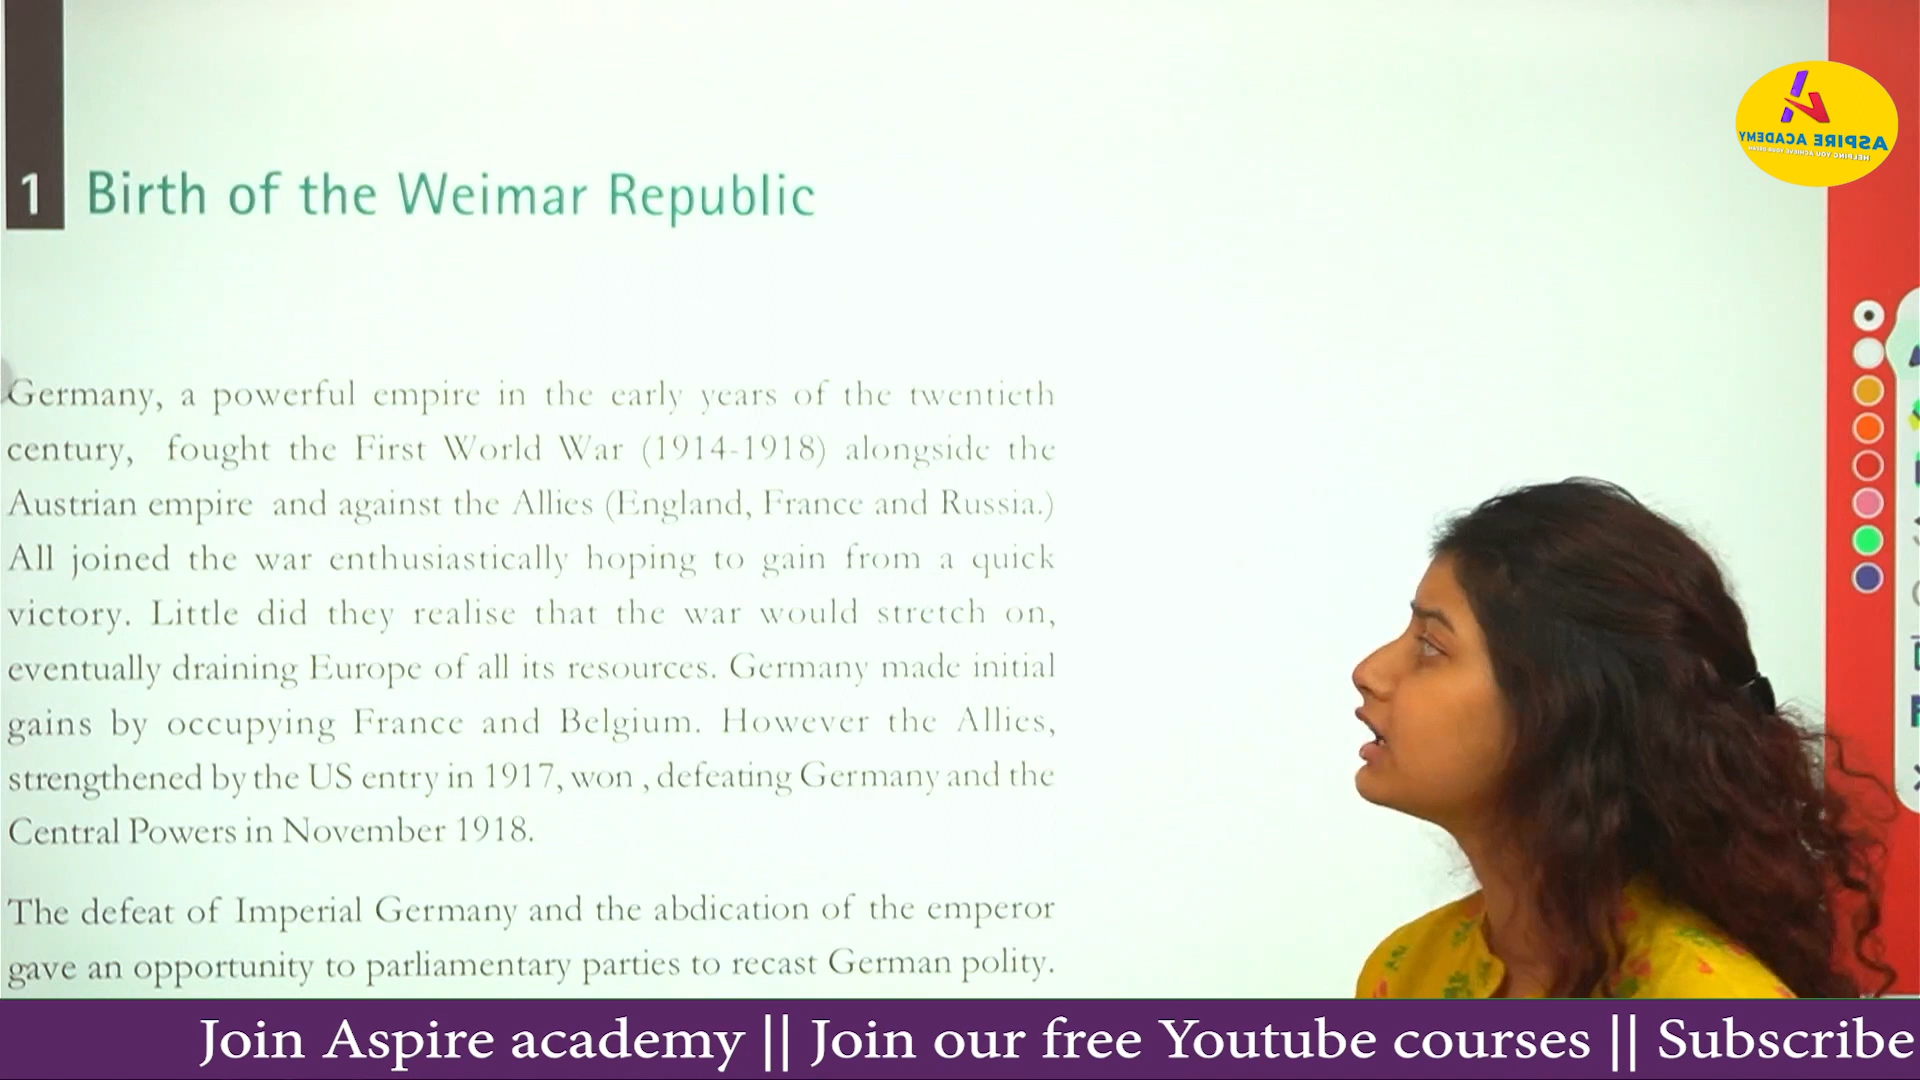 1 Birth of the Weimar Republic
Germany, a powerful empire in the early years of the twentieth
century, fought the First World War (1914-1918) alongside the
Austrian empire and against the Allies (England, France and Russia.)
All joined the war enthusiastically hoping to gain from a quick
victory. Little did they realise that the war would stretch on,
eventually draining Europe of all its resources. Germany made initial
gains by occupying France and Belgium. However the Allies,
strengthened by the US entry in 1917, won , defeating Germany and the
Central Powers in November 1918.
The defeat of Imperial Germany and the abdication of the emperor
gave an opportunity to parliamentary parties to recast German polity.
ASPIRE ACADEMY
HELPING YOU ACHIEVE YOUR DREAM
Join Aspire academy || Join our free Youtube courses || Subscribe